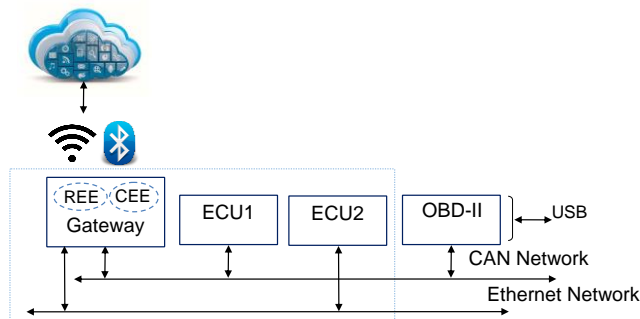 REE CEE
Gateway
ECU1
ECU2
OBD-II
USB
CAN Network
Ethernet Network